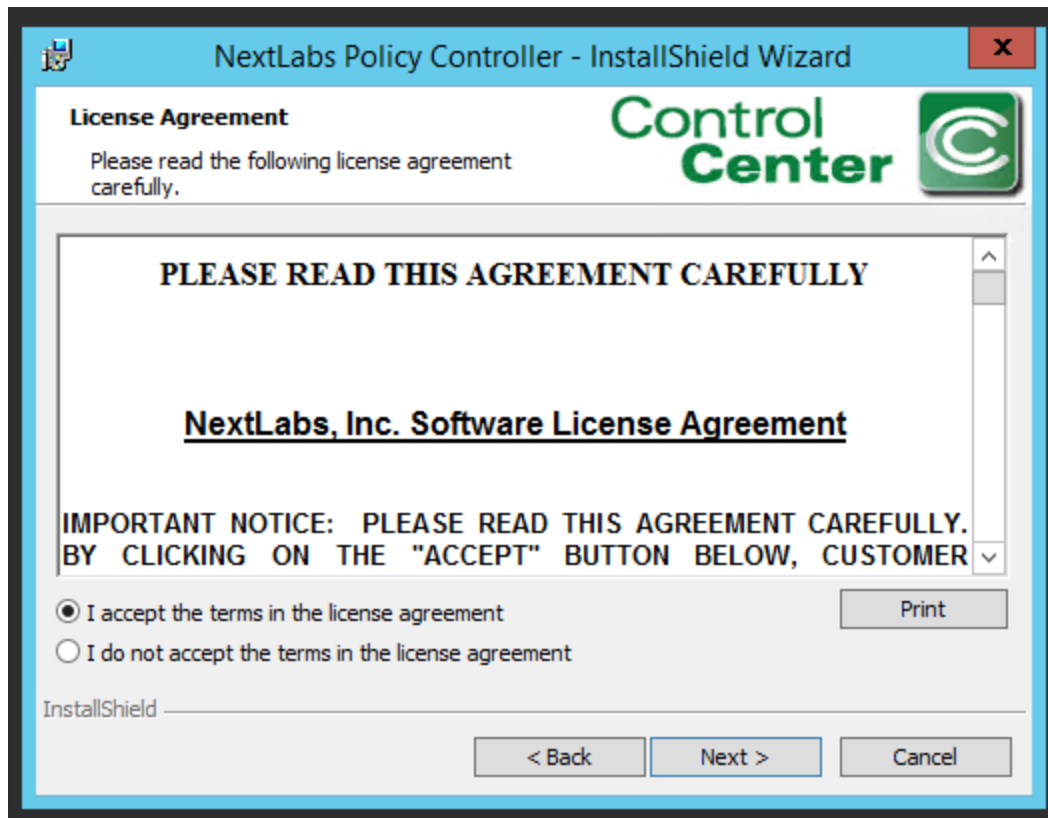 NextLabs Policy Controller - InstallShield Wizard
x
License Agreement
Please read the following license agreement
carefully.
Control
Center
PLEASE READ THIS AGREEMENT CAREFULLY
NextLabs, Inc. Software License Agreement
IMPORTANT NOTICE: PLEASE READ THIS AGREEMENT CAREFULLY.
BY CLICKING ON THE "ACCEPT" BUTTON BELOW, CUSTOMER
I accept the terms in the license agreement
Print
I do not accept the terms in the license agreement
InstallShield
< Back
Next >
Cancel